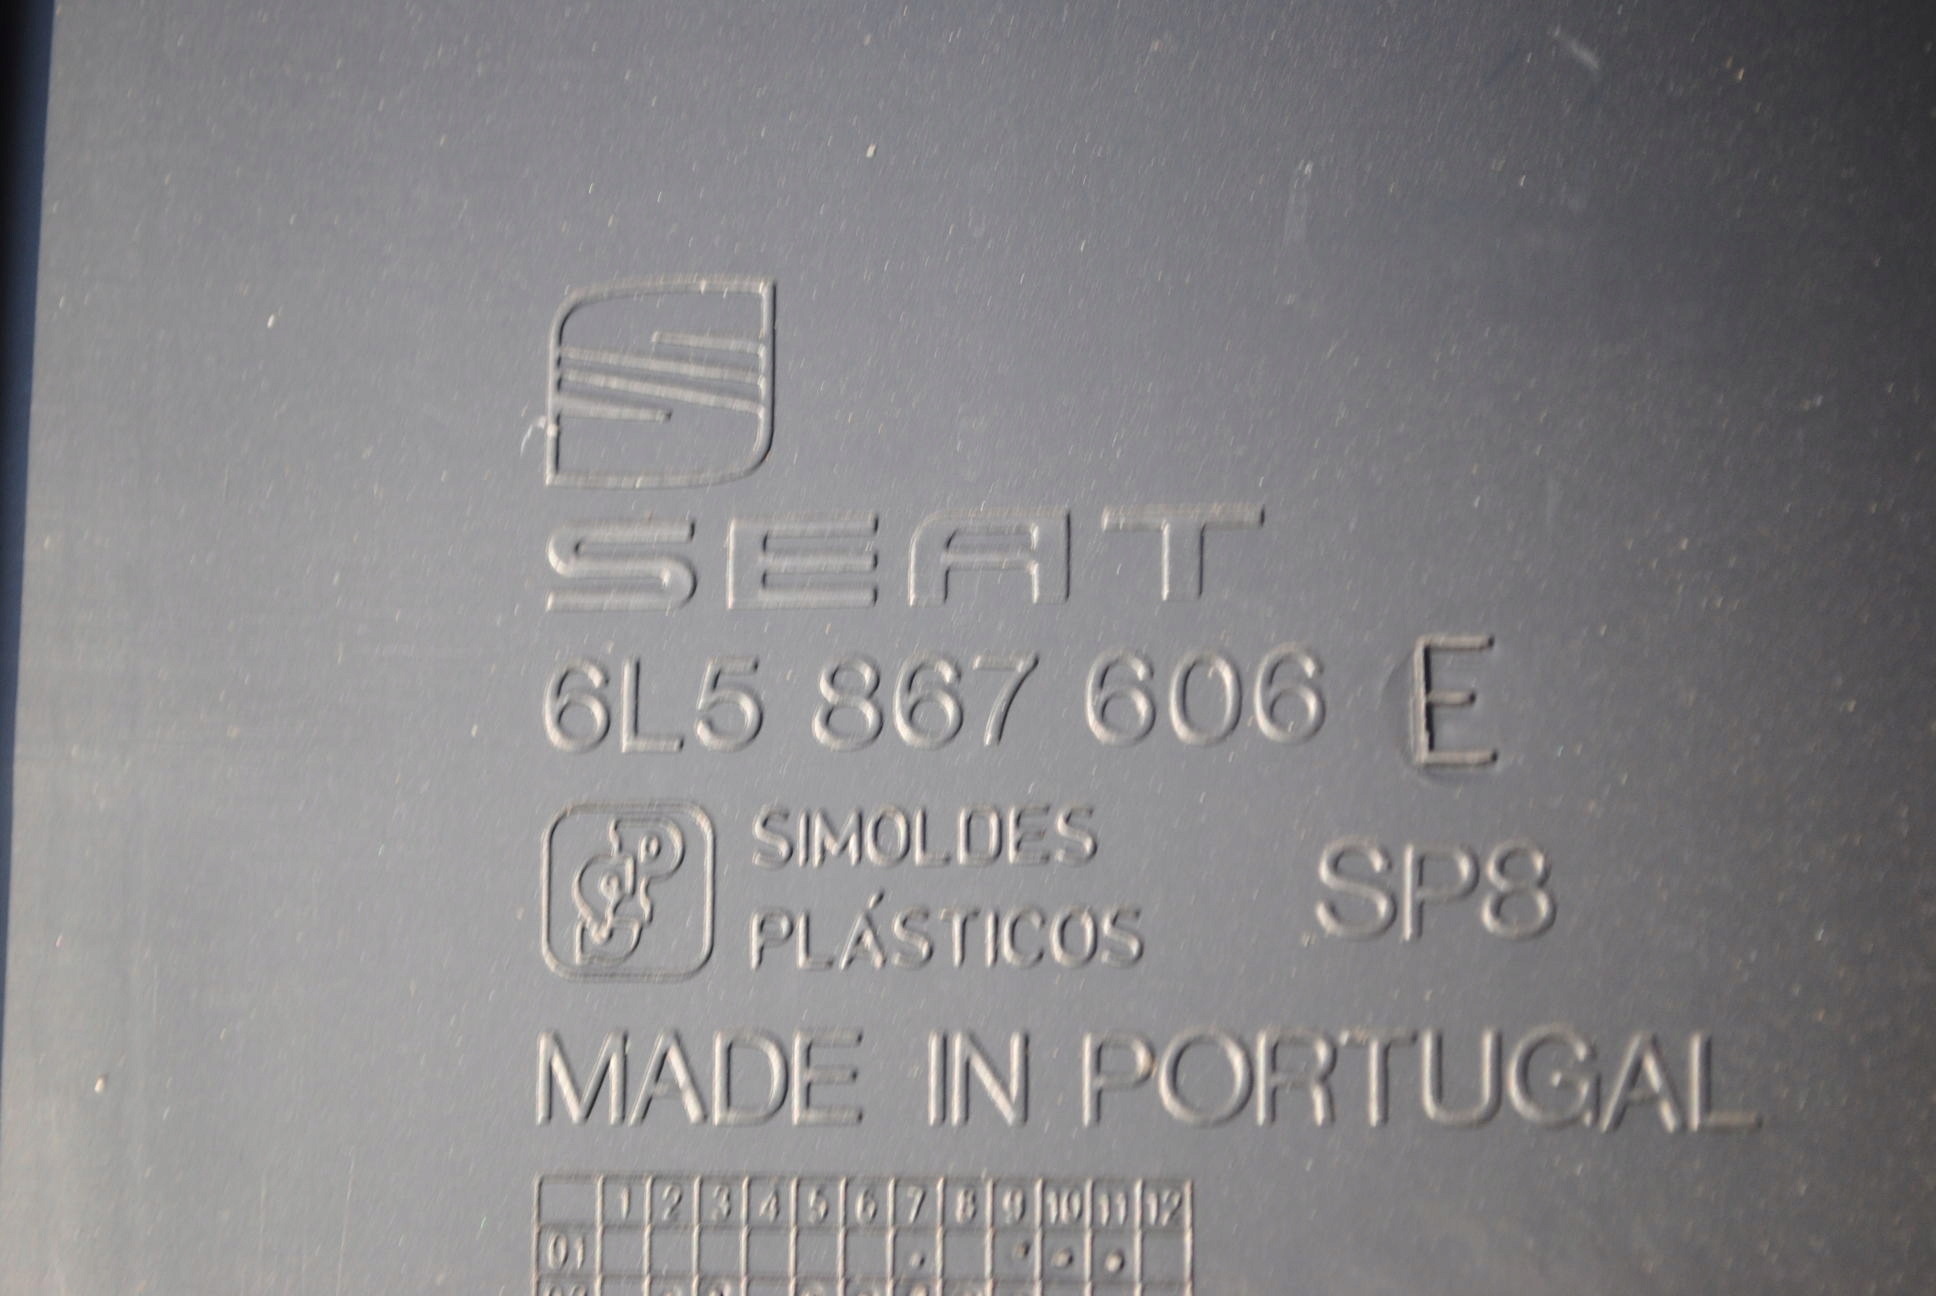 SEAT
6L5 867 606 E
SIMOLDES
PLÁSTICOS
SP8
MADE IN PORTUGAL
1 2 3 4 5 6 7 8 9 10 11 12
01